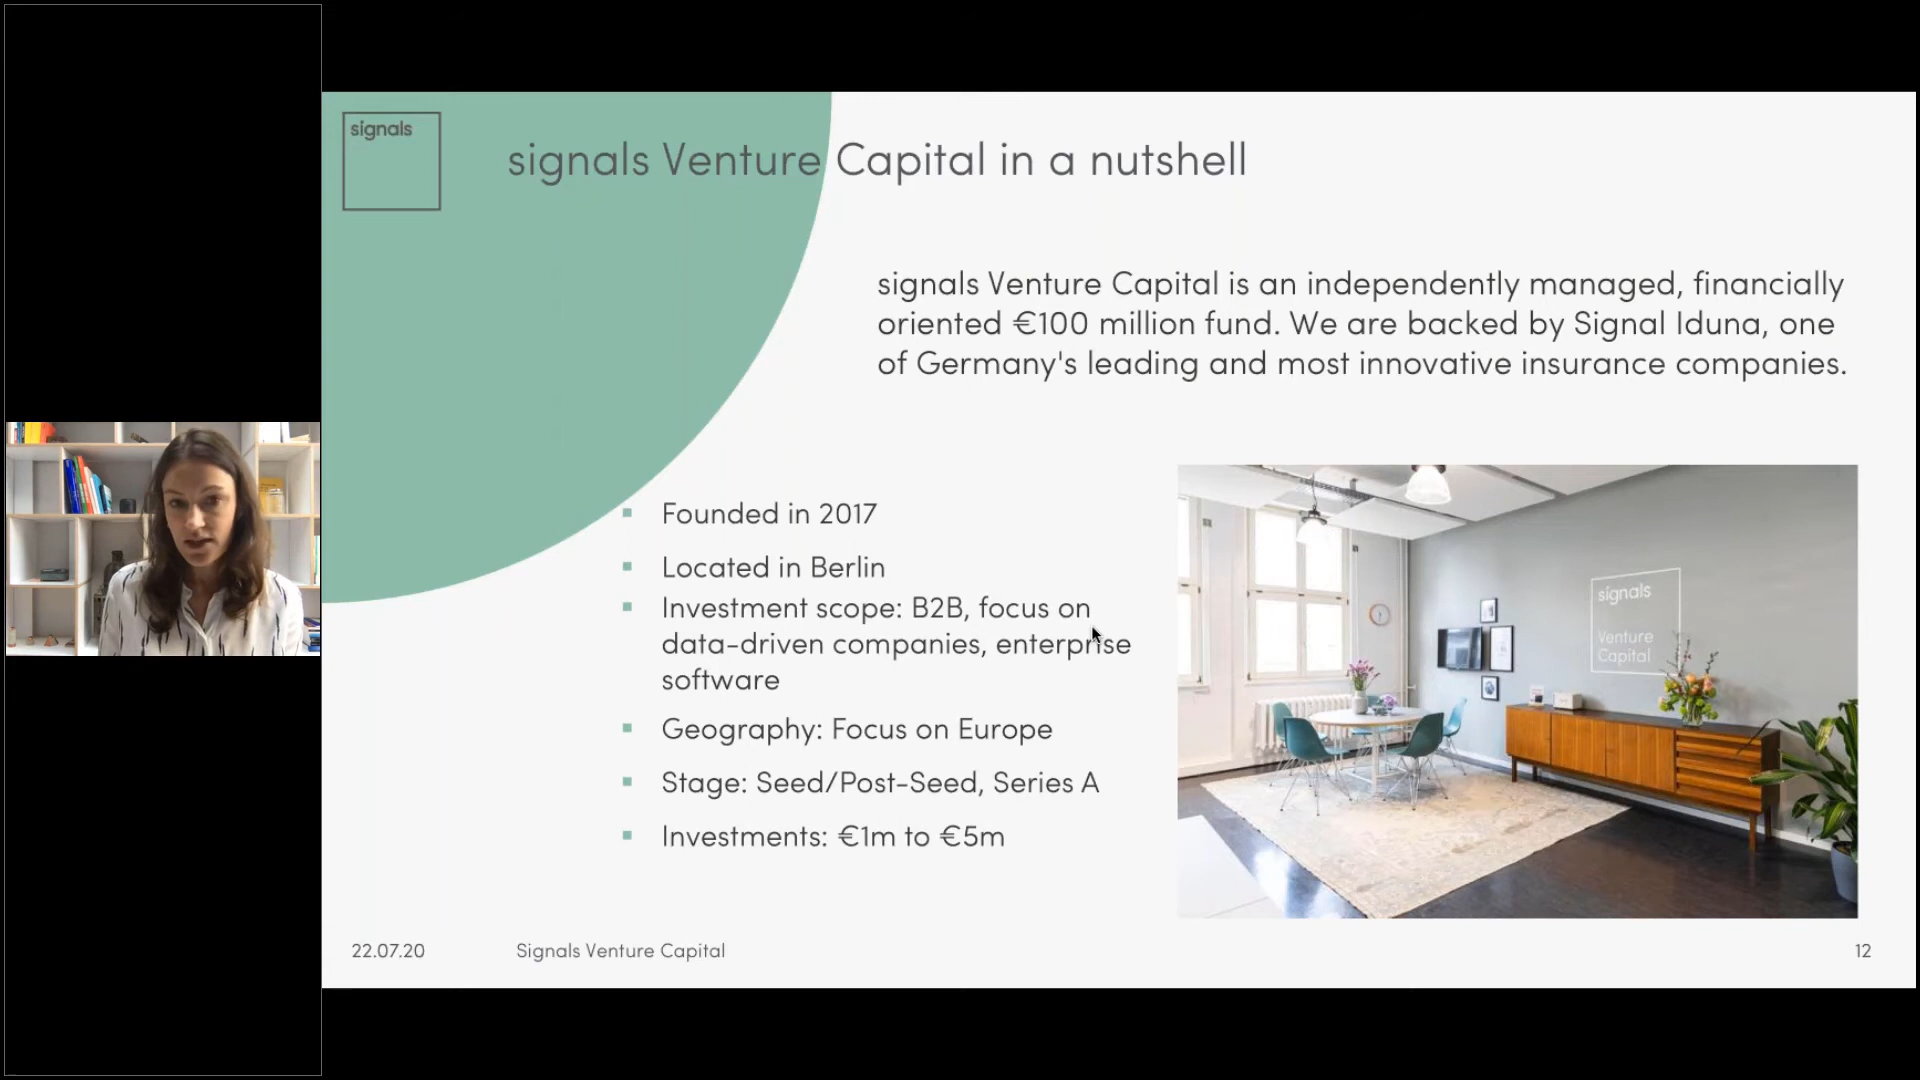 signals
signals Venture Capital in a nutshell
signals Venture Capital is an independently managed, financially
oriented €100 million fund. We are backed by Signal Iduna, one
of Germany's leading and most innovative insurance companies.
Founded in 2017
Located in Berlin
Investment scope: B2B, focus on
data-driven companies, enterprise
software
Geography: Focus on Europe
Stage: Seed/Post-Seed, Series A
Investments: €1m to €5m
signals
Venture
Capital
22.07.20
Signals Venture Capital
12